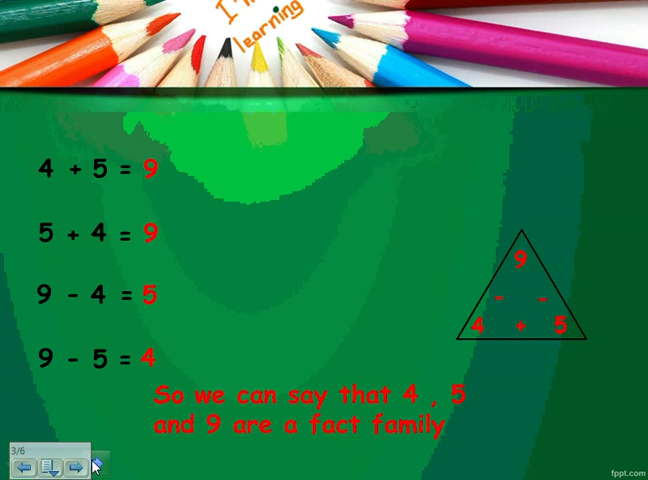 learning
4 + 5 = 9
5 + 4 = 9
9 - 4 = 5
9 - 5 = 4
9
- -
4 + 5
So we can say that 4 , 5
and 9 are a fact family
3/6
fppt.com